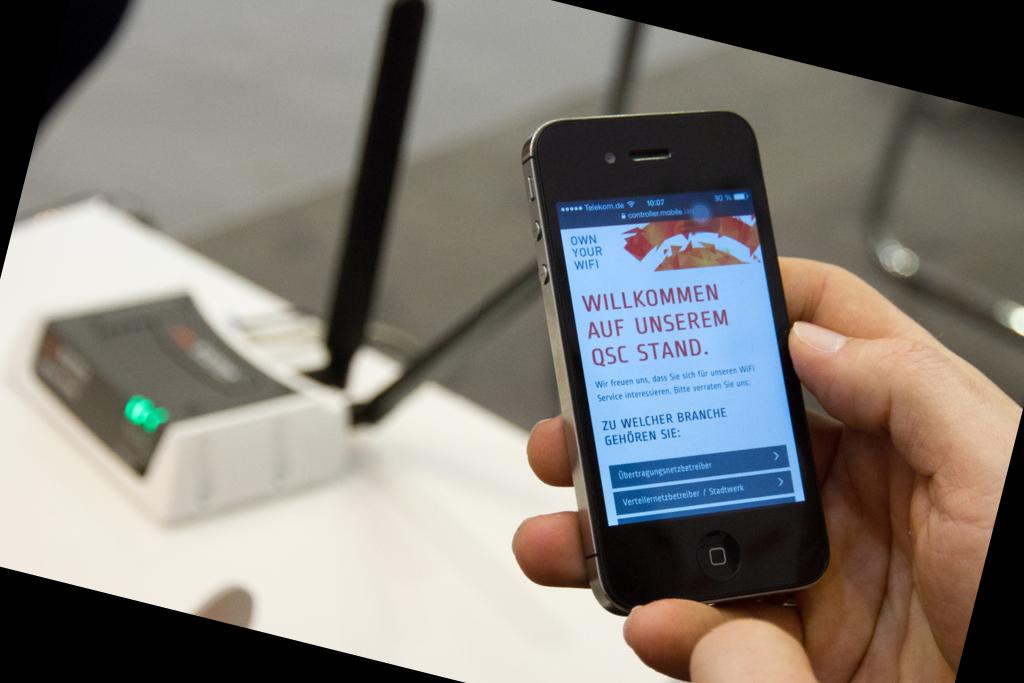 Telekom.de 10:07 30 %
controller.mobile
OWN
YOUR
WIFI
WILLKOMMEN
AUF UNSEREM
QSC STAND.
Wir freuen uns, dass Sie sich für unseren WiFi
Service interessieren. Bitte verraten Sie uns:
ZU WELCHER BRANCHE
GEHÖREN SIE:
Übertragungsnetzbetreiber
Verteilernetzbetreiber / Stadtwerk